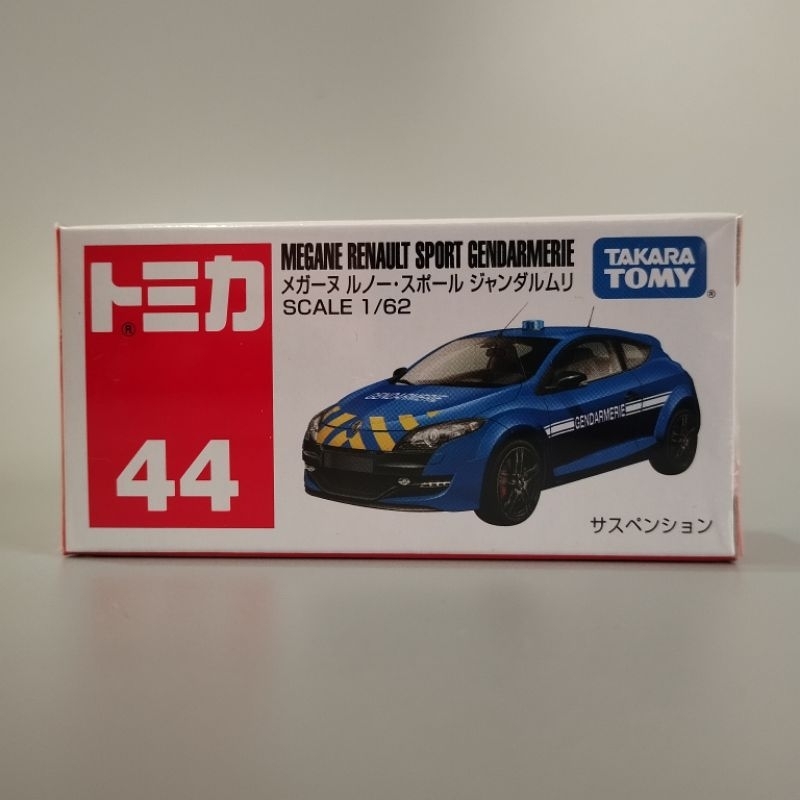 トミカ®
44
MEGANE RENAULT SPORT GENDARMERIE
メガーヌ ルノー・スポール ジャンダルムリ
SCALE 1/62
TAKARA
TOMY®
GENDARMERIE
GENDARMERIE
サスペンション